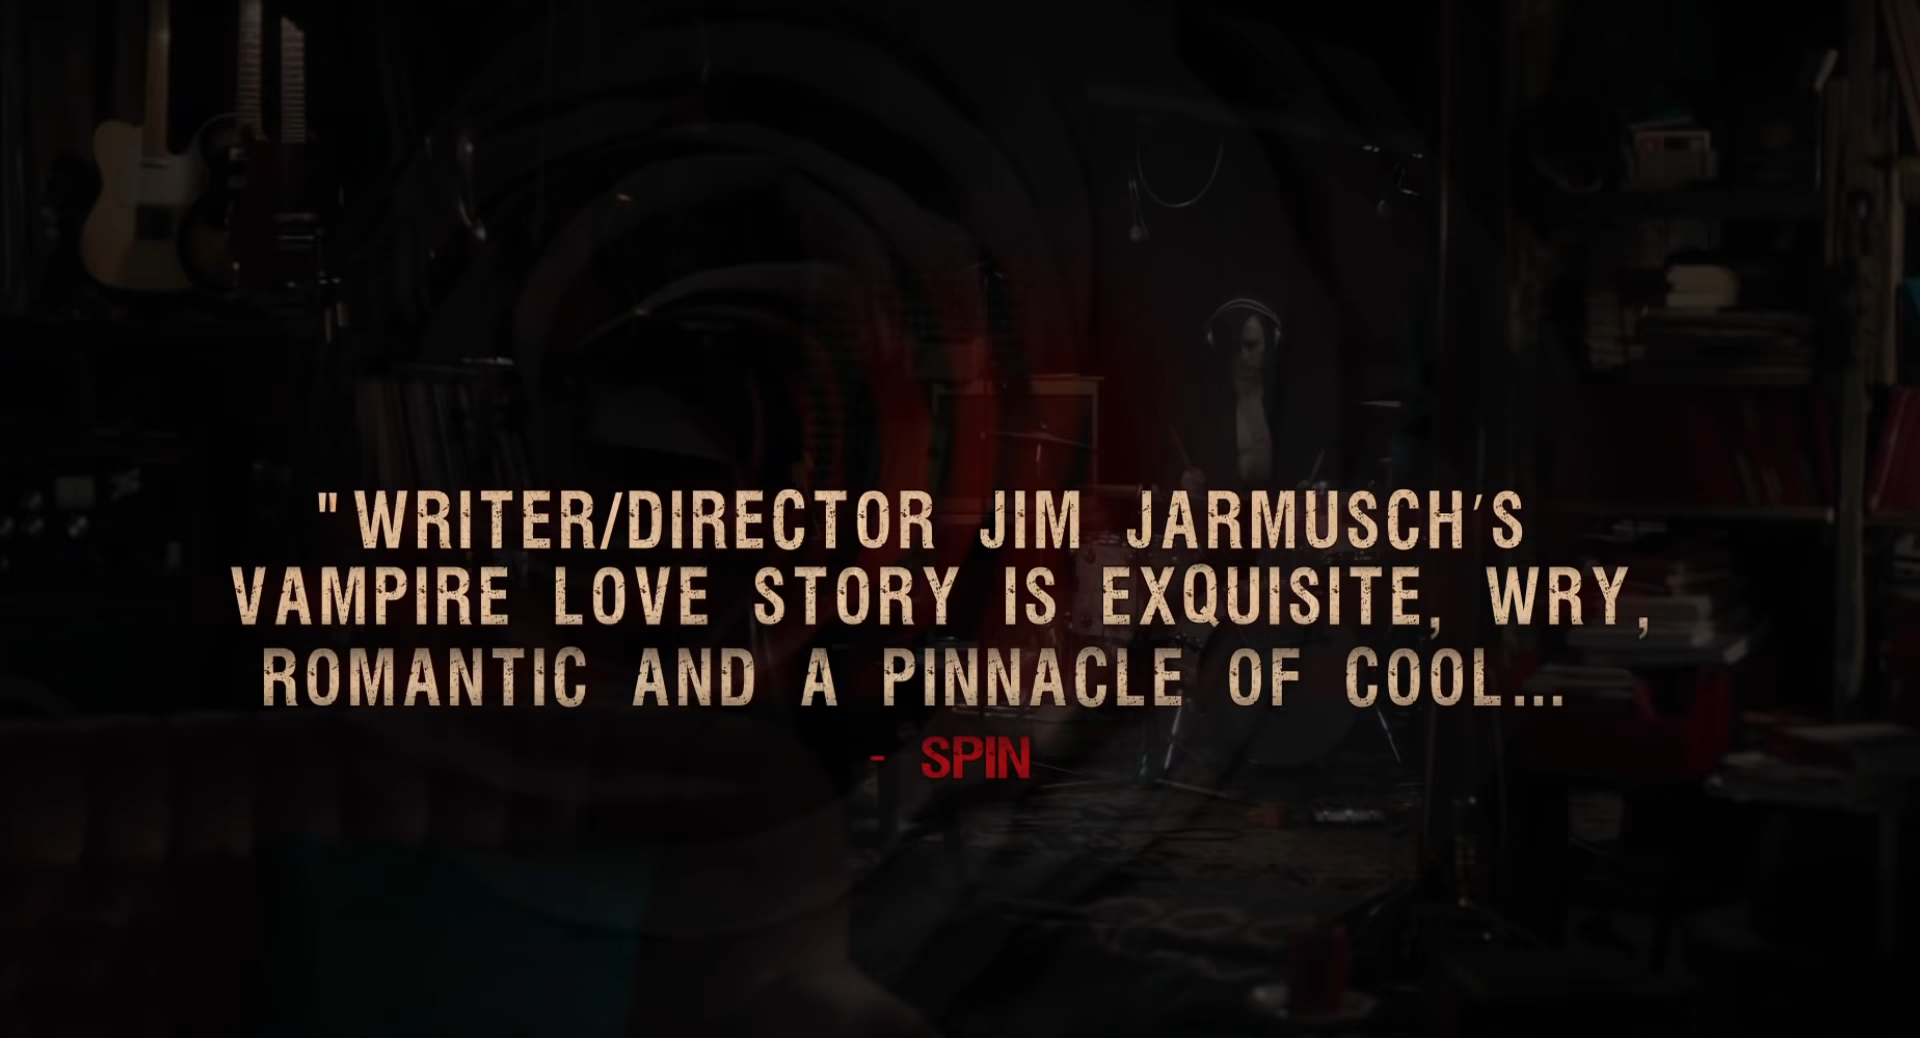 "WRITER/DIRECTOR JIM JARMUSCH'S
VAMPIRE LOVE STORY IS EXQUISITE, WRY,
ROMANTIC AND A PINNACLE OF COOL...
- SPIN